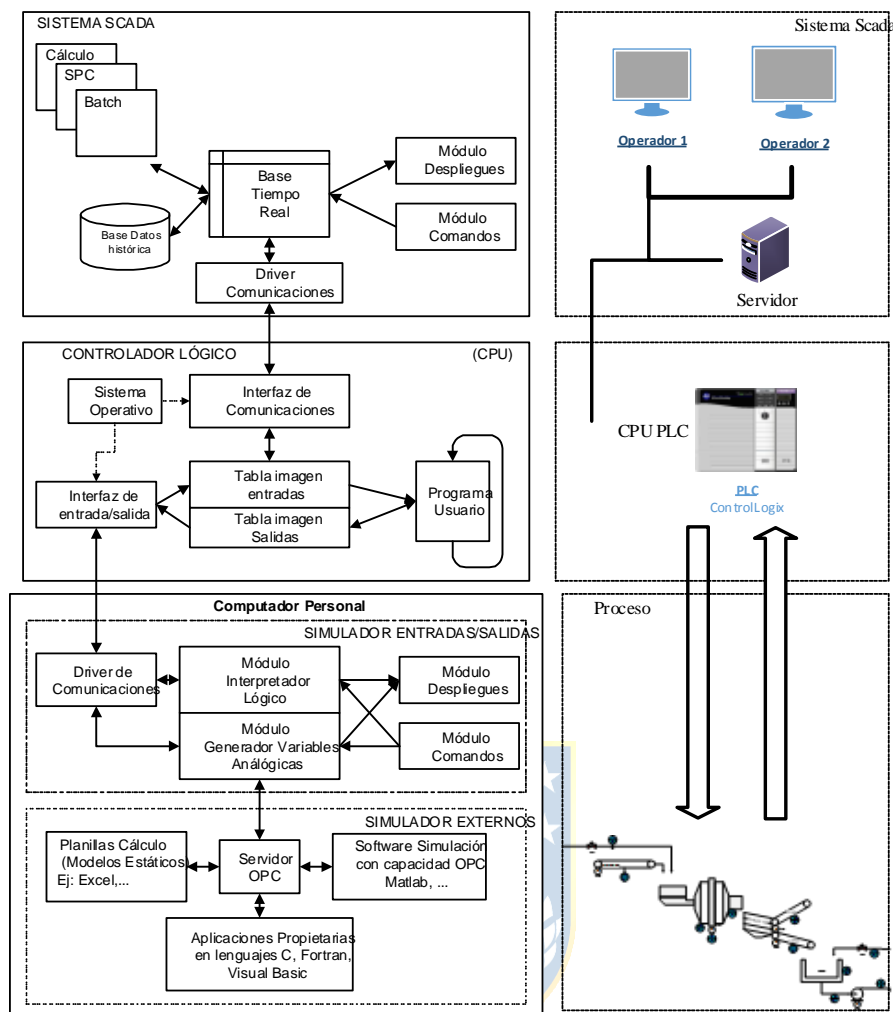 SISTEMA SCADA
Cálculo
SPC
Batch
Base
Tiempo
Real
Módulo
Despliegues
Módulo
Comandos
Base Datos
histórica
Driver
Comunicaciones
Sistema Scada
Operador 1
Operador 2
Servidor
CONTROLADOR LÓGICO
(CPU)
Sistema
Operativo
Interfaz de
Comunicaciones
Interfaz de
entrada/salida
Tabla imagen
entradas
Tabla imagen
Salidas
Programa
Usuario
CPU PLC
PLC
ControlLogix
Computador Personal
SIMULADOR ENTRADAS/SALIDAS
Driver de
Comunicaciones
Módulo
Interpretador
Lógico
Módulo
Generador Variables
Análógicas
Módulo
Despliegues
Módulo
Comandos
SIMULADOR EXTERNOS
Planillas Cálculo
(Modelos Estáticos)
Ej: Excel,...
Servidor
OPC
Software Simulación
con capacidad OPC
Matlab, ...
Aplicaciones Propietarias
en lenguajes C, Fortran,
Visual Basic
Proceso